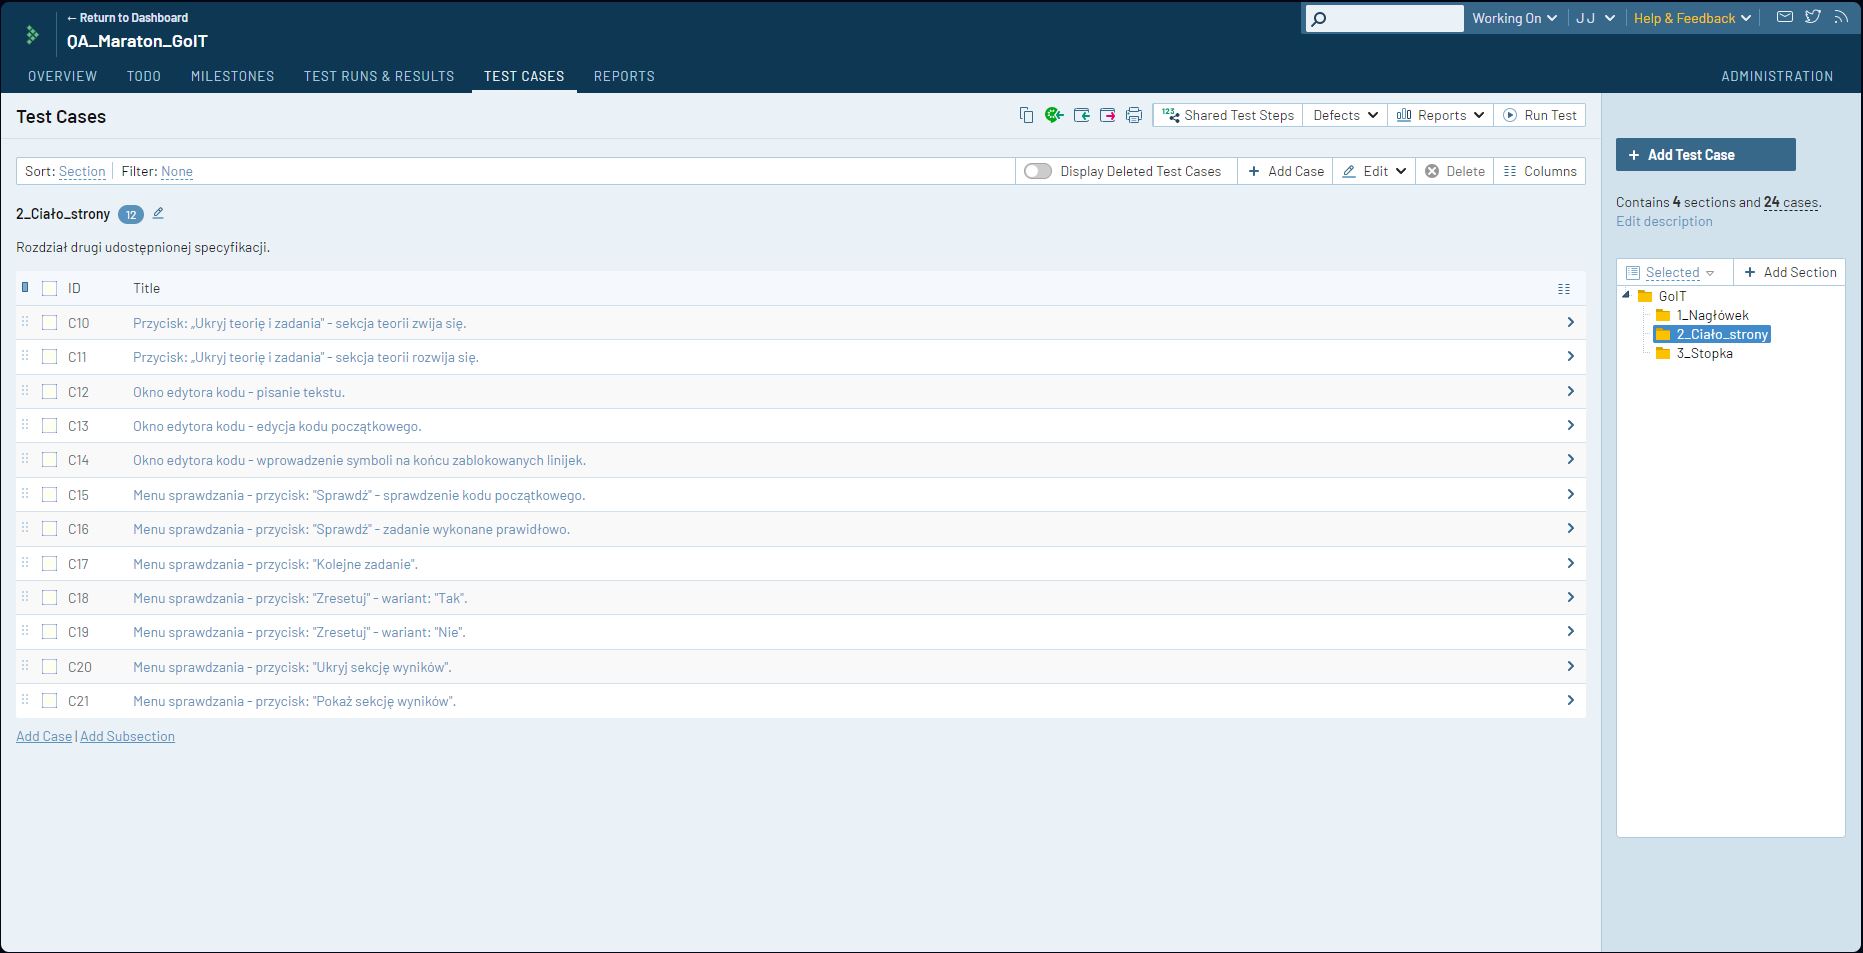 ← Return to Dashboard
QA_Maraton_GoIT
Working On
J J
Help & Feedback
OVERVIEW TODO MILESTONES TEST RUNS & RESULTS TEST CASES REPORTS ADMINISTRATION
Test Cases
Shared Test Steps Defects Reports Run Test
Sort: Section Filter: None
Display Deleted Test Cases + Add Case Edit Delete Columns
2_Ciało_strony 12
Rozdział drugi udostępnionej specyfikacji.
ID Title
C10 Przycisk: „Ukryj teorię i zadania" - sekcja teorii zwija się.
C11 Przycisk: „Ukryj teorię i zadania" - sekcja teorii rozwija się.
C12 Okno edytora kodu - pisanie tekstu.
C13 Okno edytora kodu - edycja kodu początkowego.
C14 Okno edytora kodu - wprowadzenie symboli na końcu zablokowanych linijek.
C15 Menu sprawdzania - przycisk: "Sprawdź" - sprawdzenie kodu początkowego.
C16 Menu sprawdzania - przycisk: "Sprawdź" - zadanie wykonane prawidłowo.
C17 Menu sprawdzania - przycisk: "Kolejne zadanie".
C18 Menu sprawdzania - przycisk: "Zresetuj" - wariant: "Tak".
C19 Menu sprawdzania - przycisk: "Zresetuj" - wariant: "Nie".
C20 Menu sprawdzania - przycisk: "Ukryj sekcję wyników".
C21 Menu sprawdzania - przycisk: "Pokaż sekcję wyników".
Add Case | Add Subsection
+ Add Test Case
Contains 4 sections and 24 cases.
Edit description
Selected + Add Section
GoIT
1_Nagłówek
2_Ciało_strony
3_Stopka